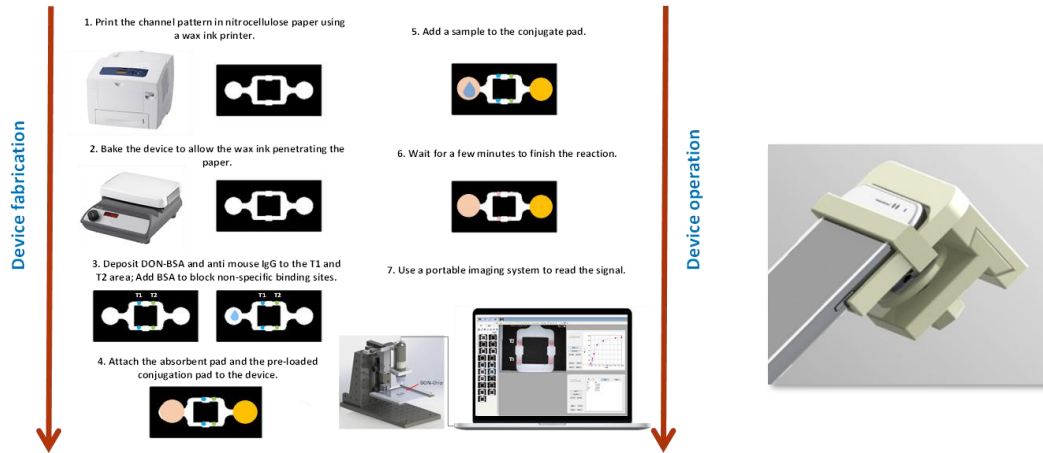 Device fabrication
1. Print the channel pattern in nitrocellulose paper using
a wax ink printer.
2. Bake the device to allow the wax ink penetrating the
paper.
3. Deposit DON-BSA and anti mouse IgG to the T1 and
T2 area; Add BSA to block non-specific binding sites.
T1 T2
T1 T2
4. Attach the absorbent pad and the pre-loaded
conjugation pad to the device.
5. Add a sample to the conjugate pad.
6. Wait for a few minutes to finish the reaction.
7. Use a portable imaging system to read the signal.
DON-Chip
T2
T1
Device operation